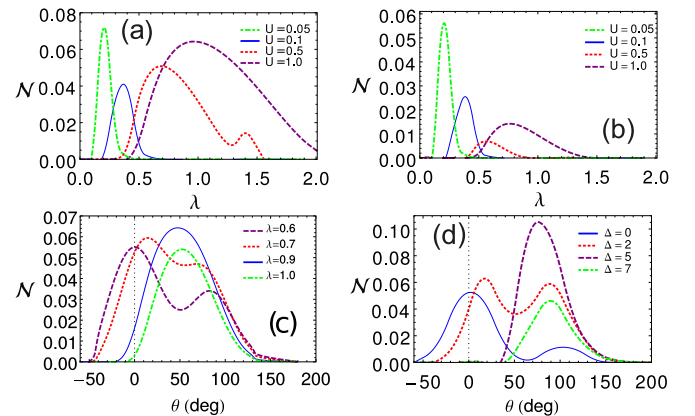 (a)
U = 0.05
U = 0.1
U = 0.5
U = 1.0
0.08
0.06
0.04
0.02
0.00
𝒩
0.0 0.5 1.0 1.5 2.0
λ
(b)
U = 0.05
U = 0.1
U = 0.5
U = 1.0
0.06
0.05
0.04
0.03
0.02
0.01
0.00
𝒩
0.0 0.5 1.0 1.5 2.0
λ
(c)
λ=0.6
λ=0.7
λ=0.9
λ=1.0
0.07
0.06
0.05
0.04
0.03
0.02
0.01
0.00
𝒩
−50 0 50 100 150 200
θ (deg)
(d)
Δ = 0
Δ = 2
Δ = 5
Δ = 7
0.10
0.08
0.06
0.04
0.02
0.00
𝒩
−50 0 50 100 150 200
θ (deg)